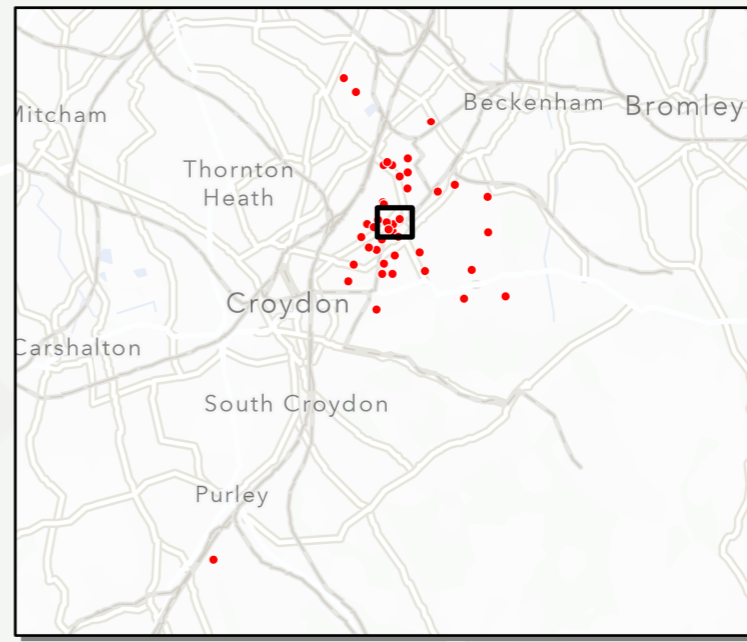 Beckenham
Bromley
Mitcham
Thornton
Heath
Croydon
Carshalton
South Croydon
Purley